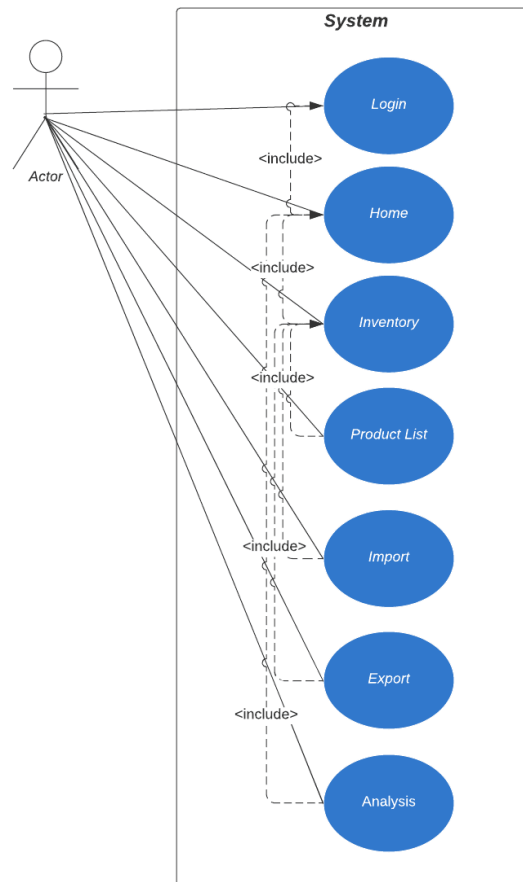 System
Login
Actor
<include>
Home
<include>
Inventory
<include>
Product List
<include>
Import
Export
<include>
Analysis